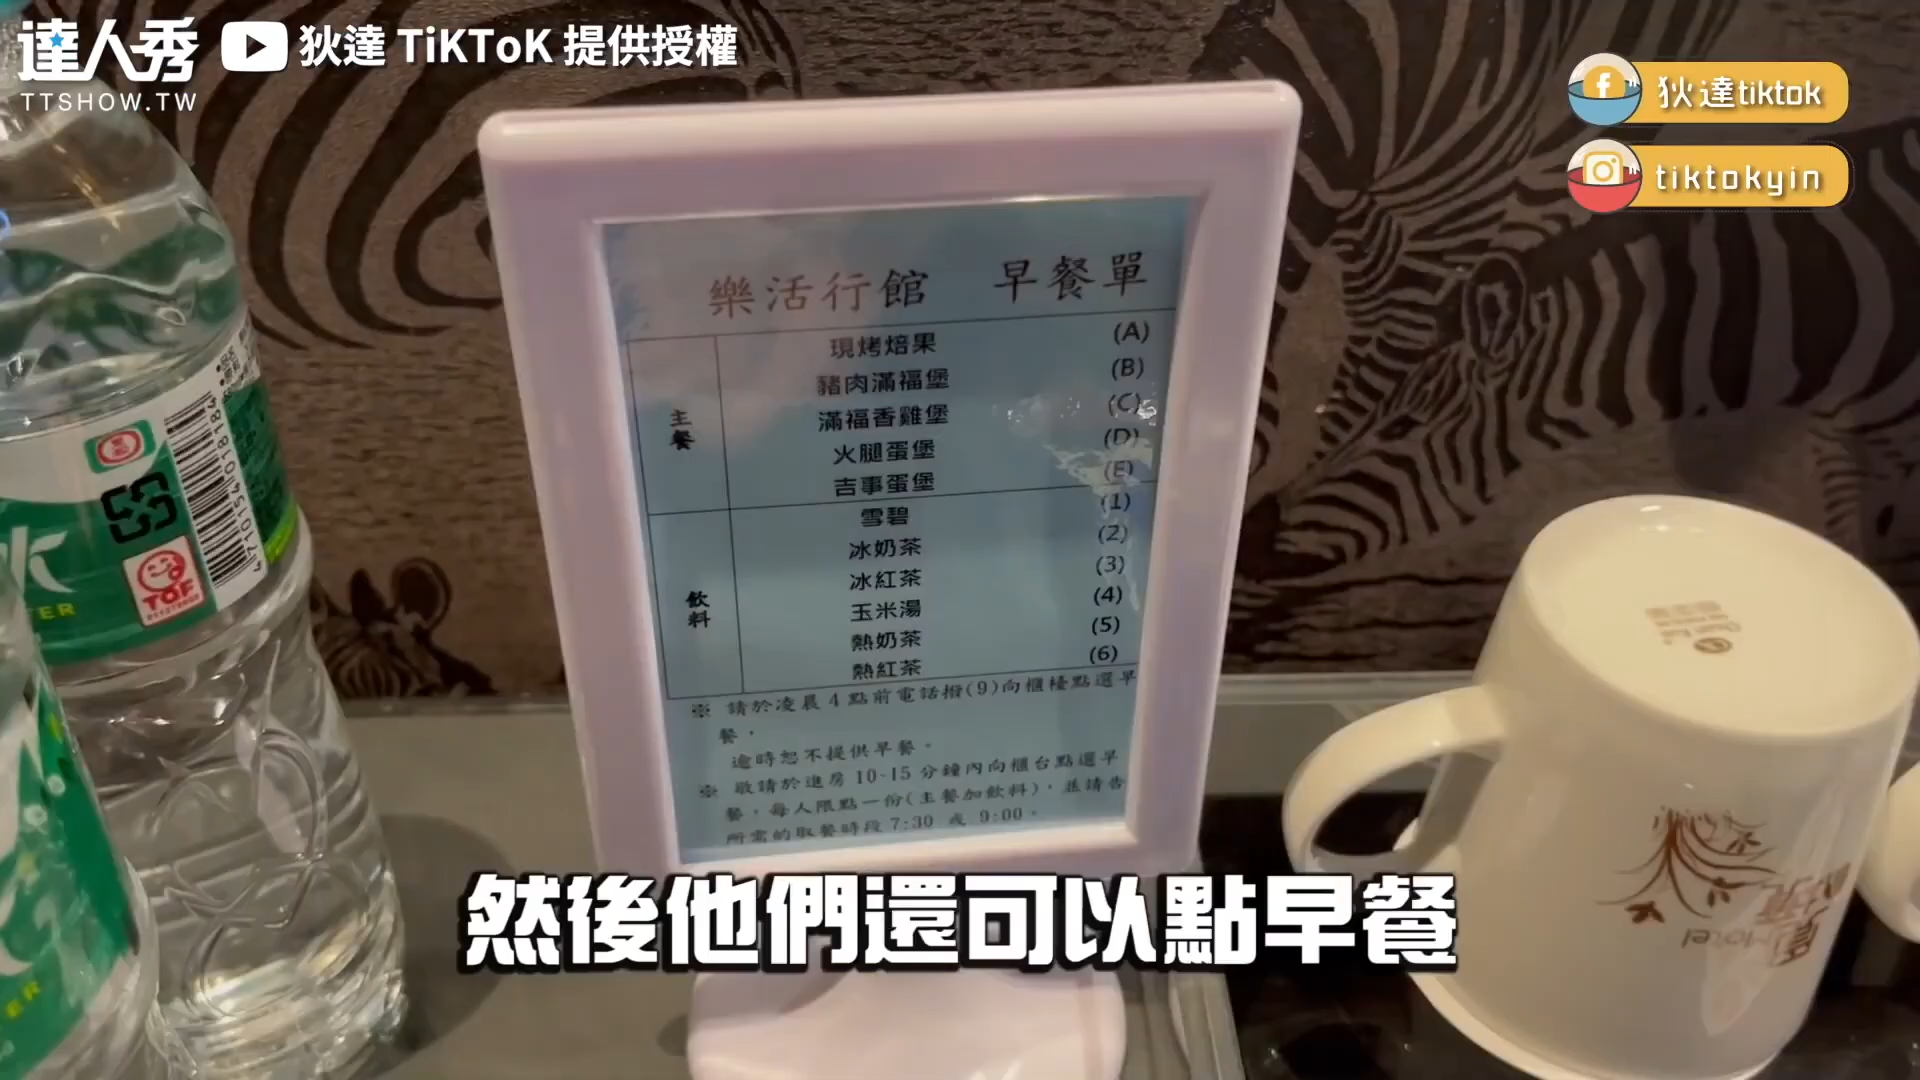 達人秀
TTSHOW.TW
狄達 TiKToK 提供授權
狄達tiktok
tiktokyin
樂活行館 早餐單
主餐
現烤焙果 (A)
豬肉滿福堡 (B)
滿福香雞堡 (C)
火腿蛋堡 (D)
吉事蛋堡 (E)
飲料
雪碧 (1)
冰奶茶 (2)
冰紅茶 (3)
玉米湯 (4)
熱奶茶 (5)
熱紅茶 (6)
※ 請於凌晨4點前電話撥(9)向櫃檯點選早
餐，
逾時恕不提供早餐。
※ 敬請於進房10-15分鐘內向櫃台點選早
餐，每人限點一份(主餐加飲料)，並請告
所需的取餐時段7:30 或 9:00。
4710154018184
TQF
Hotel
然後他們還可以點早餐